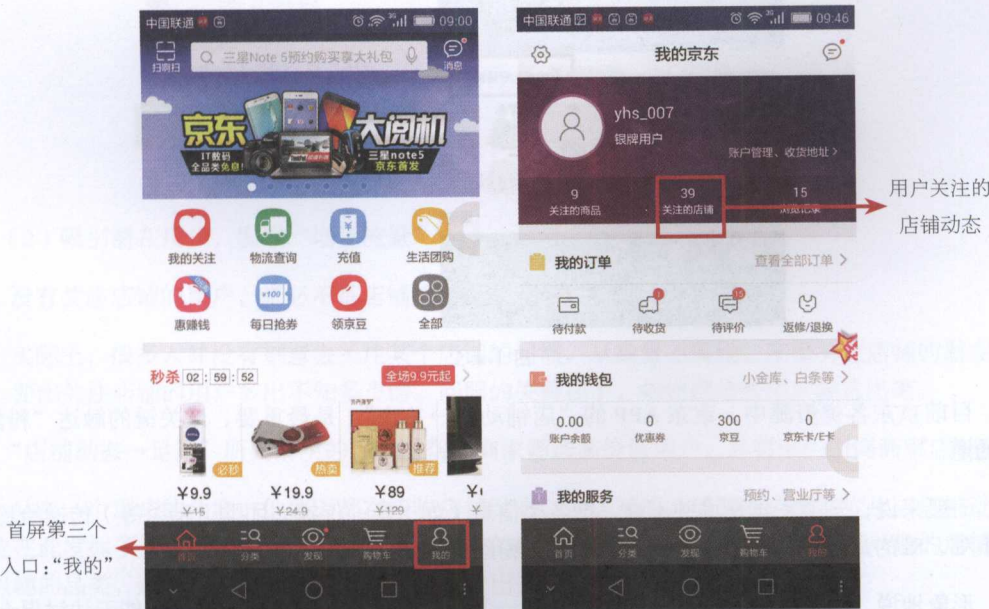 中国联通
09:00
扫啊扫
三星Note 5预约购买享大礼包
消息
京东
大阅机
IT数码
全品类免息!
三星note5
京东首发
我的关注
物流查询
充值
生活团购
¥100
惠赚钱
每日抢券
领京豆
全部
秒杀 02:59:52
全场9.9元起
必秒
热卖
推荐
¥9.9
¥19.9
¥89
¥16
¥24.9
¥129
首页
分类
发现
购物车
我的
首屏第三个
入口:“我的”
中国联通
09:46
我的京东
yhs_007
银牌用户
账户管理、收货地址 >
9
39
15
关注的商品
关注的店铺
浏览记录
用户关注的
店铺动态
我的订单
查看全部订单 >
待付款
待收货
待评价
返修/退换
我的钱包
小金库、白条等 >
0.00
0
300
0
账户余额
优惠券
京豆
京东卡/E卡
我的服务
预约、营业厅等 >
首页
分类
发现
购物车
我的